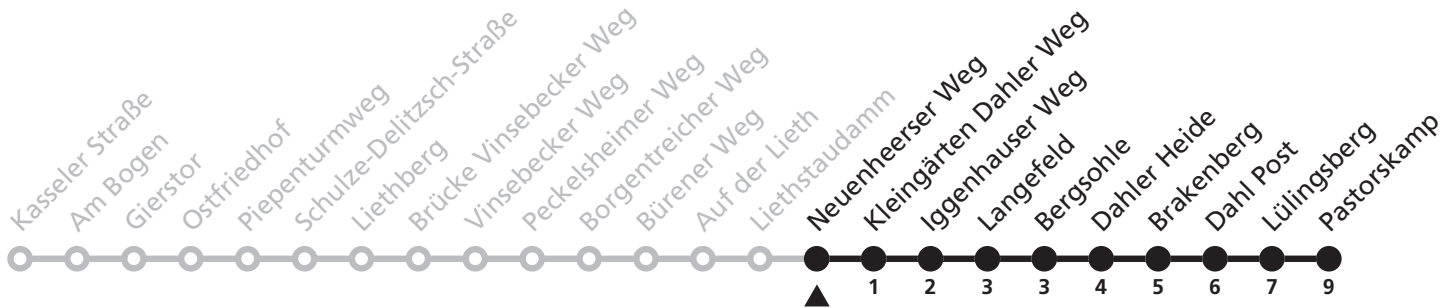 Kasseler Straße
Am Bogen
Gierstor
Ostfriedhof
Piepenturmweg
Schulze-Delitzsch-Straße
Liethberg
Brücke Vinsebecker Weg
Vinsebecker Weg
Peckelsheimer Weg
Borgentreicher Weg
Bürener Weg
Auf der Lieth
Liethstaudamm
Neuenheerser Weg
Kleingärten Dahler Weg
Iggenhauser Weg
Langefeld
Bergsohle
Dahler Heide
Brakenberg
Dahl Post
Lülingsberg
Pastorskamp
1 2 3 3 4 5 6 7 9